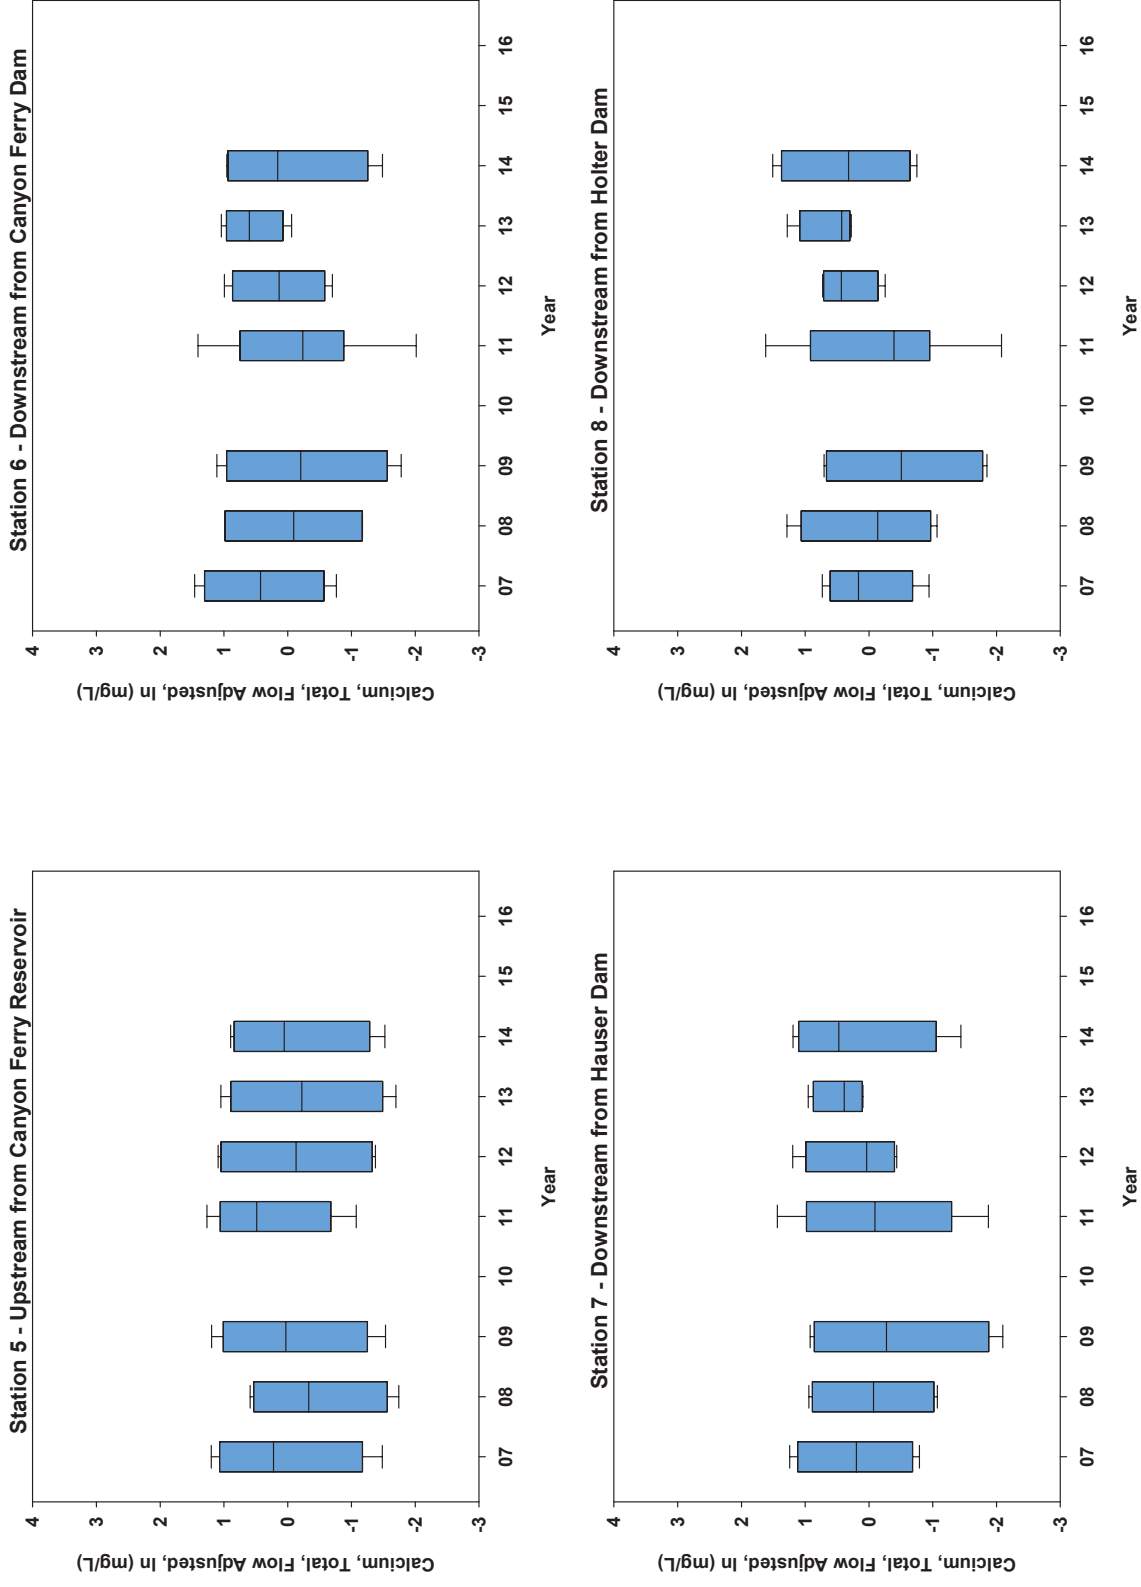 Station 5 - Upstream from Canyon Ferry Reservoir
Calcium, Total, Flow Adjusted, ln (mg/L)
4
3
2
1
0
-1
-2
-3
07 08 09 10 11 12 13 14 15 16
Year
Station 6 - Downstream from Canyon Ferry Dam
Calcium, Total, Flow Adjusted, ln (mg/L)
4
3
2
1
0
-1
-2
-3
07 08 09 10 11 12 13 14 15 16
Year
Station 7 - Downstream from Hauser Dam
Calcium, Total, Flow Adjusted, ln (mg/L)
4
3
2
1
0
-1
-2
-3
07 08 09 10 11 12 13 14 15 16
Year
Station 8 - Downstream from Holter Dam
Calcium, Total, Flow Adjusted, ln (mg/L)
4
3
2
1
0
-1
-2
-3
07 08 09 10 11 12 13 14 15 16
Year